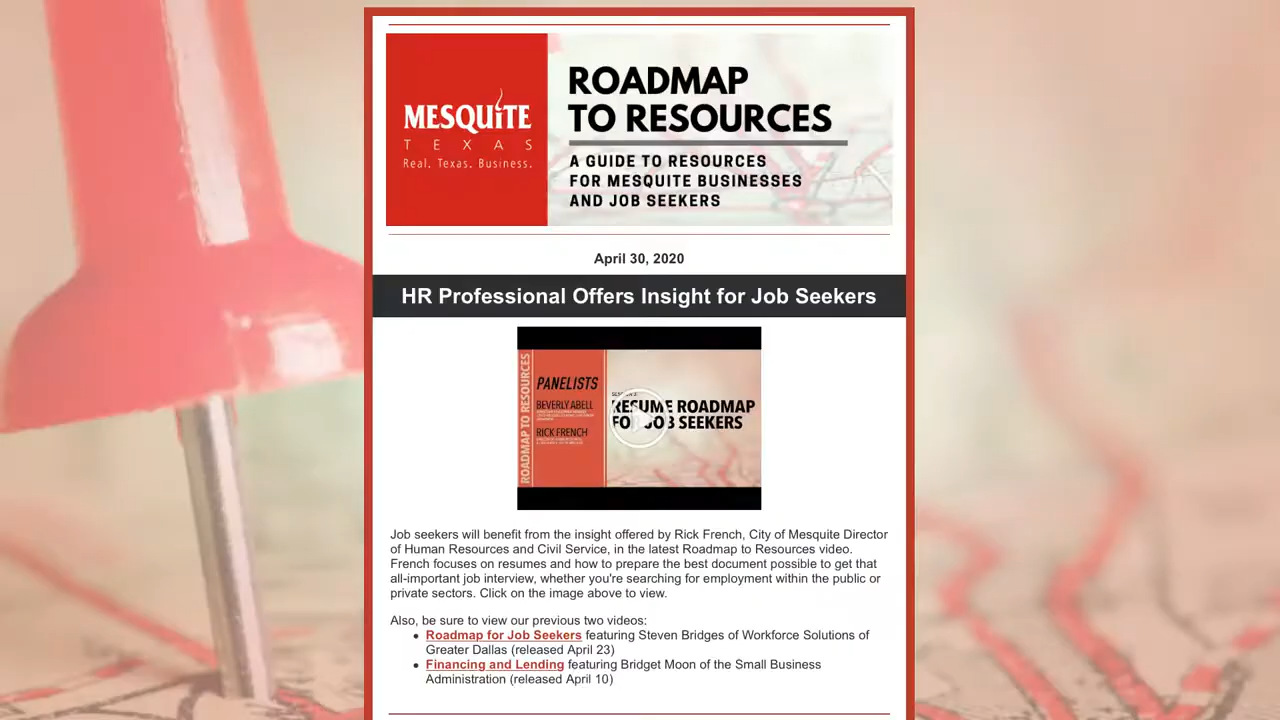 MESQUiTE
TEXAS
Real. Texas. Business.
ROADMAP
TO RESOURCES
A GUIDE TO RESOURCES
FOR MESQUITE BUSINESSES
AND JOB SEEKERS
April 30, 2020
HR Professional Offers Insight for Job Seekers
ROADMAP TO RESOURCES
PANELISTS
BEVERLY ABELL
RICK FRENCH
RESUME ROADMAP
FOR JOB SEEKERS
Job seekers will benefit from the insight offered by Rick French, City of Mesquite Director
of Human Resources and Civil Service, in the latest Roadmap to Resources video.
French focuses on resumes and how to prepare the best document possible to get that
all-important job interview, whether you're searching for employment within the public or
private sectors. Click on the image above to view.
Also, be sure to view our previous two videos:
• Roadmap for Job Seekers featuring Steven Bridges of Workforce Solutions of
Greater Dallas (released April 23)
• Financing and Lending featuring Bridget Moon of the Small Business
Administration (released April 10)